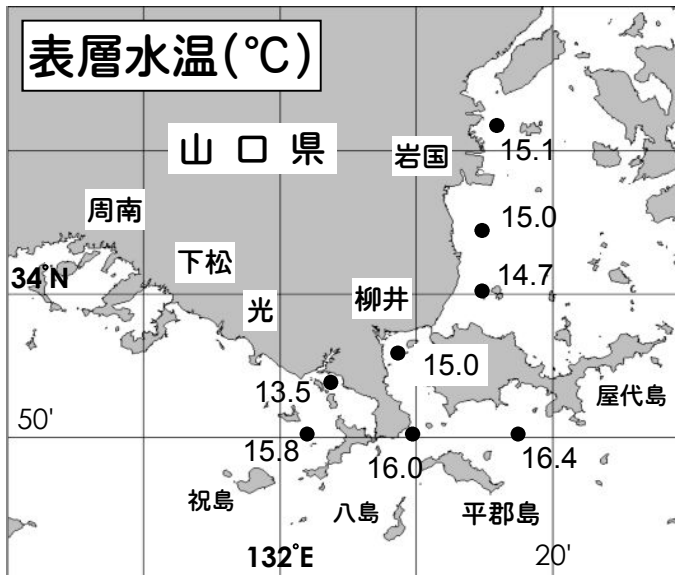 表層水温(℃)
山口県
岩国
15.1
周南
15.0
下松
34°N
14.7
光
柳井
15.0
13.5
屋代島
50'
15.8
16.0
16.4
祝島
八島
平郡島
132°E
20'